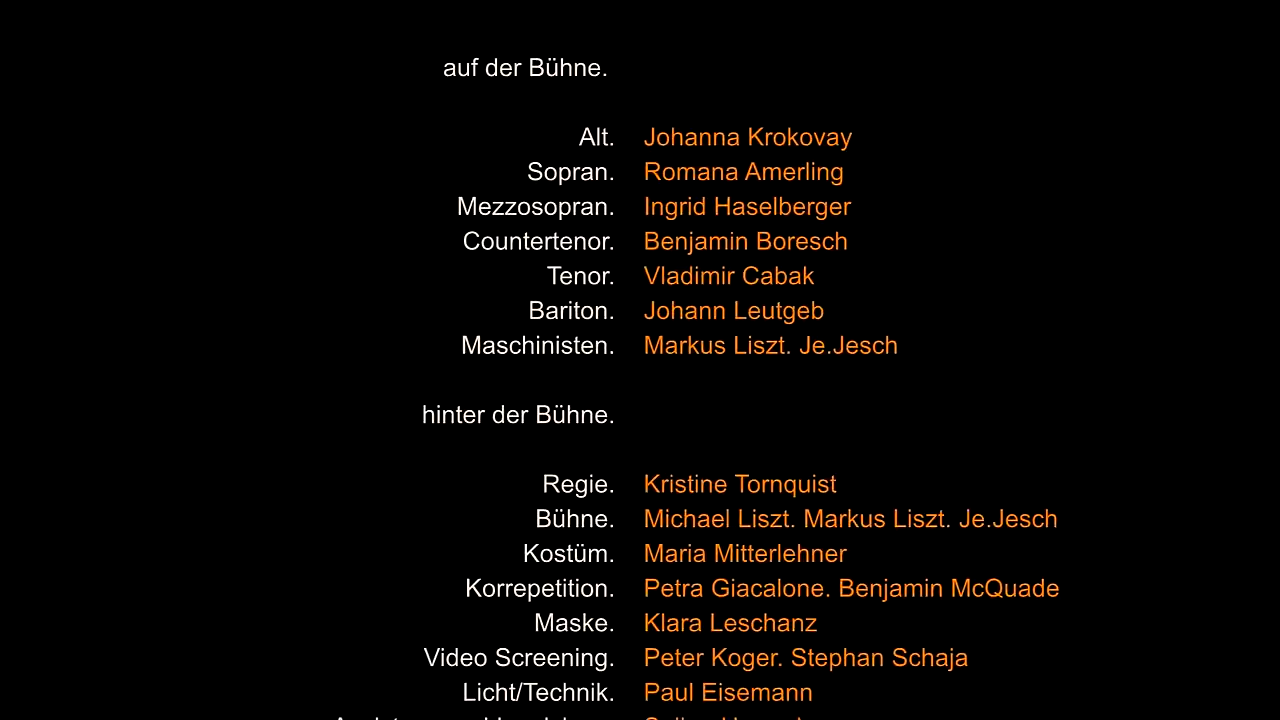 auf der Bühne.
Alt. Johanna Krokovay
Sopran. Romana Amerling
Mezzosopran. Ingrid Haselberger
Countertenor. Benjamin Boresch
Tenor. Vladimir Cabak
Bariton. Johann Leutgeb
Maschinisten. Markus Liszt. Je.Jesch
hinter der Bühne.
Regie. Kristine Tornquist
Bühne. Michael Liszt. Markus Liszt. Je.Jesch
Kostüm. Maria Mitterlehner
Korrepetition. Petra Giacalone. Benjamin McQuade
Maske. Klara Leschanz
Video Screening. Peter Koger. Stephan Schaja
Licht/Technik. Paul Eisemann